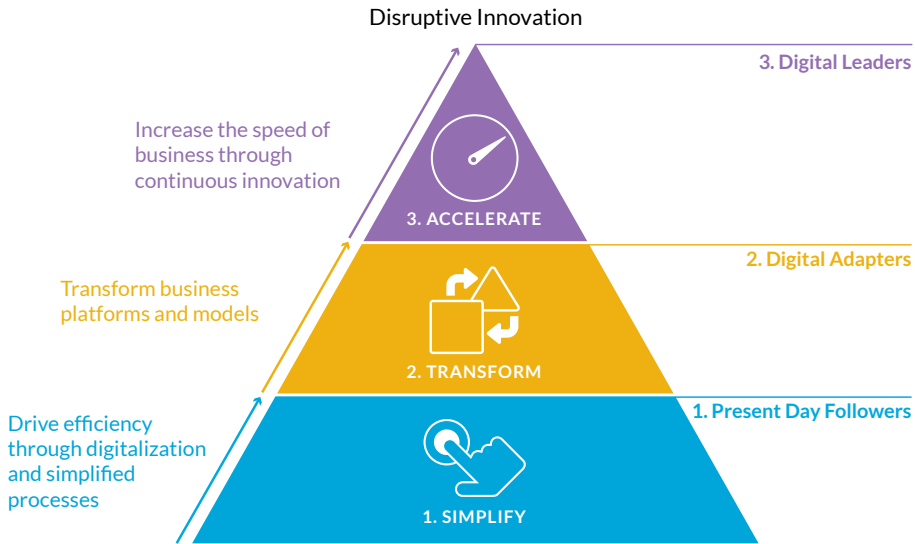 Disruptive Innovation
3. Digital Leaders
Increase the speed of
business through
continuous innovation
3. ACCELERATE
2. Digital Adapters
Transform business
platforms and models
2. TRANSFORM
1. Present Day Followers
Drive efficiency
through digitalization
and simplified
processes
1. SIMPLIFY